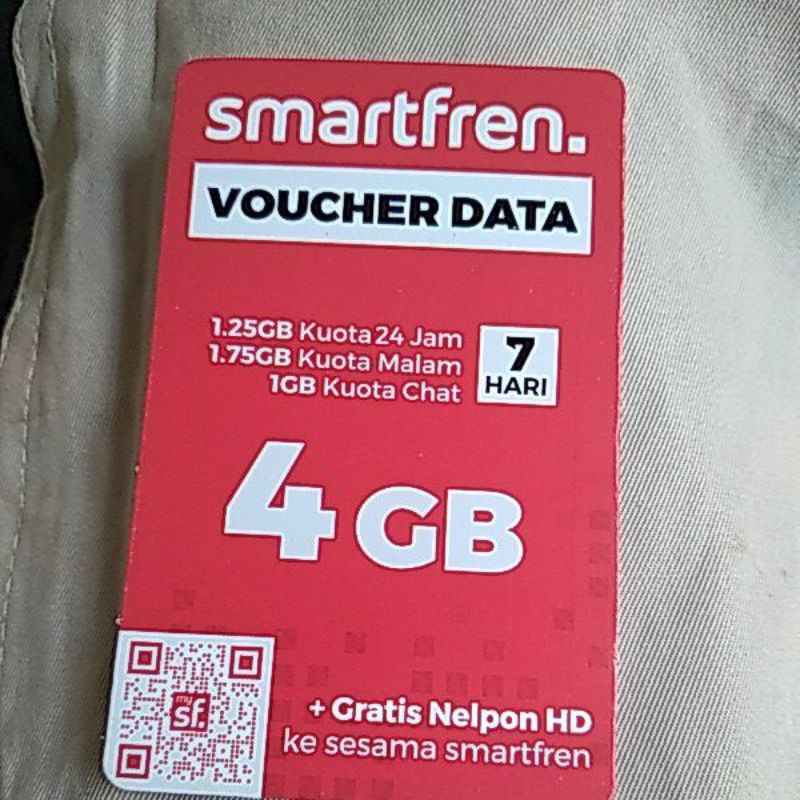 smartfren.
VOUCHER DATA
1.25GB Kuota 24 Jam
1.75GB Kuota Malam
1GB Kuota Chat
7
HARI
4 GB
my
sf.
+ Gratis Nelpon HD
ke sesama smartfren